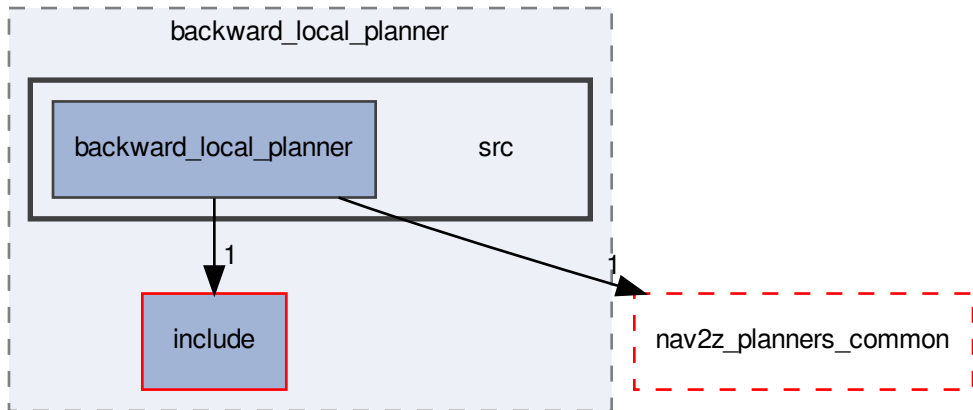 backward_local_planner
backward_local_planner
src
1
1
include
nav2z_planners_common